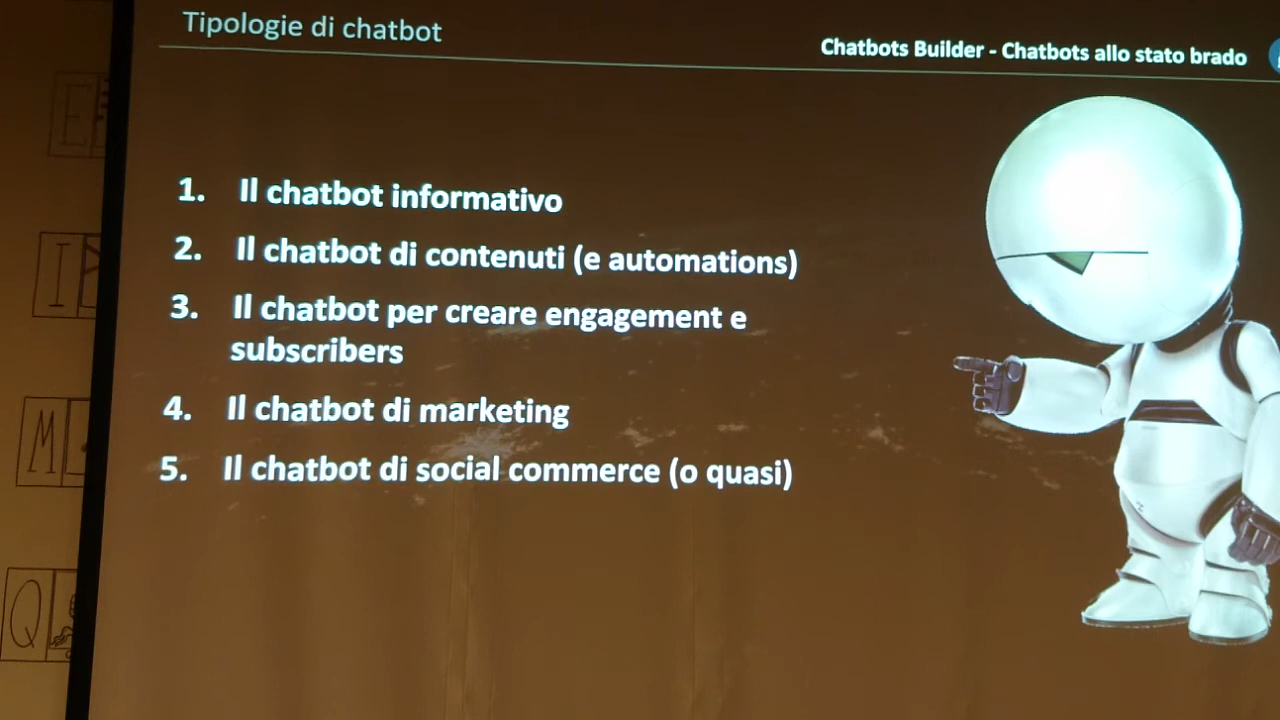 Tipologie di chatbot
Chatbots Builder - Chatbots allo stato brado
1. Il chatbot informativo
2. Il chatbot di contenuti (e automations)
3. Il chatbot per creare engagement e
subscribers
4. Il chatbot di marketing
5. Il chatbot di social commerce (o quasi)
E
I
M
Q